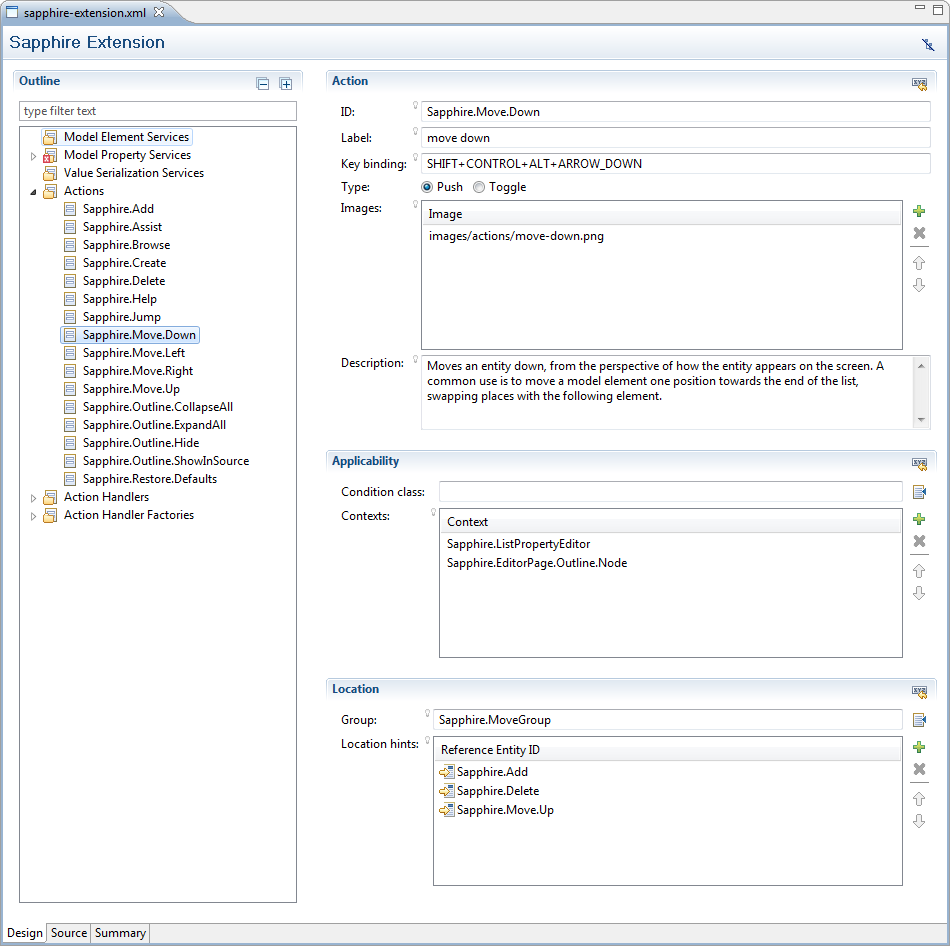 sapphire-extension.xml
Sapphire Extension
Outline
type filter text
Model Element Services
Model Property Services
Value Serialization Services
Actions
Sapphire.Add
Sapphire.Assist
Sapphire.Browse
Sapphire.Create
Sapphire.Delete
Sapphire.Help
Sapphire.Jump
Sapphire.Move.Down
Sapphire.Move.Left
Sapphire.Move.Right
Sapphire.Move.Up
Sapphire.Outline.CollapseAll
Sapphire.Outline.ExpandAll
Sapphire.Outline.Hide
Sapphire.Outline.ShowInSource
Sapphire.Restore.Defaults
Action Handlers
Action Handler Factories
Action
ID: Sapphire.Move.Down
Label: move down
Key binding: SHIFT+CONTROL+ALT+ARROW_DOWN
Type: Push Toggle
Images: Image
images/actions/move-down.png
Description: Moves an entity down, from the perspective of how the entity appears on the screen. A
common use is to move a model element one position towards the end of the list,
swapping places with the following element.
Applicability
Condition class:
Contexts: Context
Sapphire.ListPropertyEditor
Sapphire.EditorPage.Outline.Node
Location
Group: Sapphire.MoveGroup
Location hints: Reference Entity ID
Sapphire.Add
Sapphire.Delete
Sapphire.Move.Up
Design Source Summary